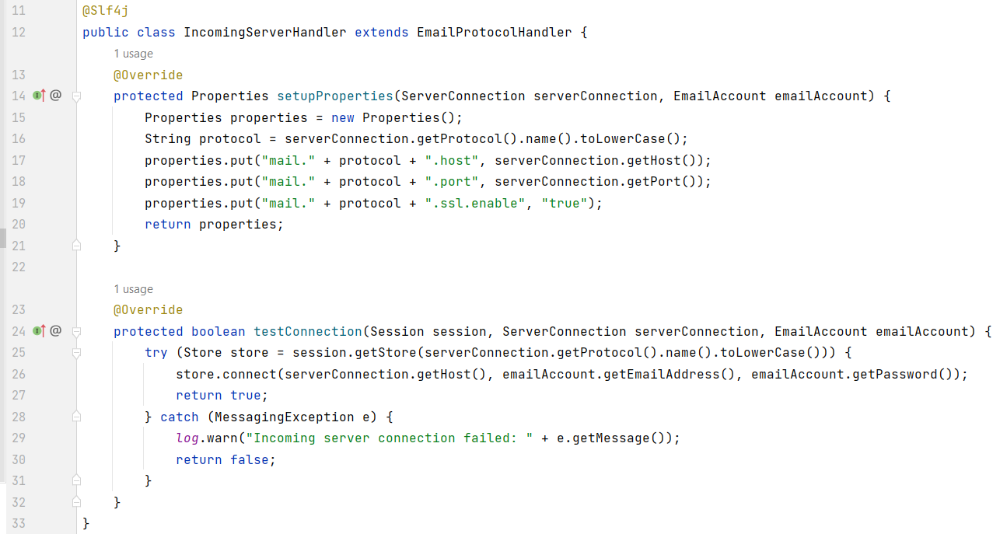 11 @Slf4j
12 public class IncomingServerHandler extends EmailProtocolHandler {
1 usage
13 @Override
14 @ protected Properties setupProperties(ServerConnection serverConnection, EmailAccount emailAccount) {
15 Properties properties = new Properties();
16 String protocol = serverConnection.getProtocol().name().toLowerCase();
17 properties.put("mail." + protocol + ".host", serverConnection.getHost());
18 properties.put("mail." + protocol + ".port", serverConnection.getPort());
19 properties.put("mail." + protocol + ".ssl.enable", "true");
20 return properties;
21 }
22
1 usage
23 @Override
24 @ protected boolean testConnection(Session session, ServerConnection serverConnection, EmailAccount emailAccount) {
25 try (Store store = session.getStore(serverConnection.getProtocol().name().toLowerCase())) {
26 store.connect(serverConnection.getHost(), emailAccount.getEmailAddress(), emailAccount.getPassword());
27 return true;
28 } catch (MessagingException e) {
29 log.warn("Incoming server connection failed: " + e.getMessage());
30 return false;
31 }
32 }
33 }